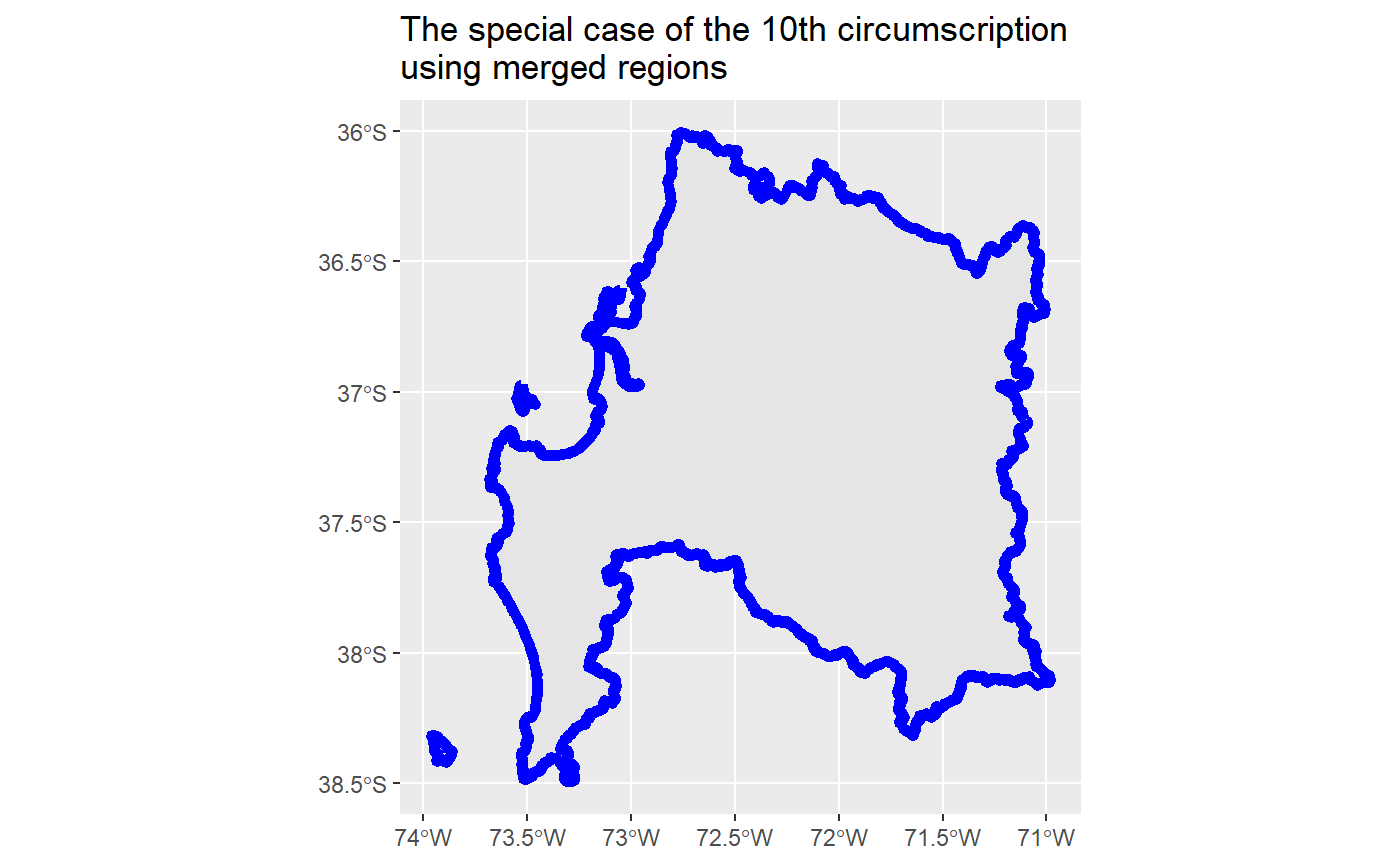 The special case of the 10th circumscription
using merged regions
36°S
36.5°S
37°S
37.5°S
38°S
38.5°S
74°W 73.5°W 73°W 72.5°W 72°W 71.5°W 71°W